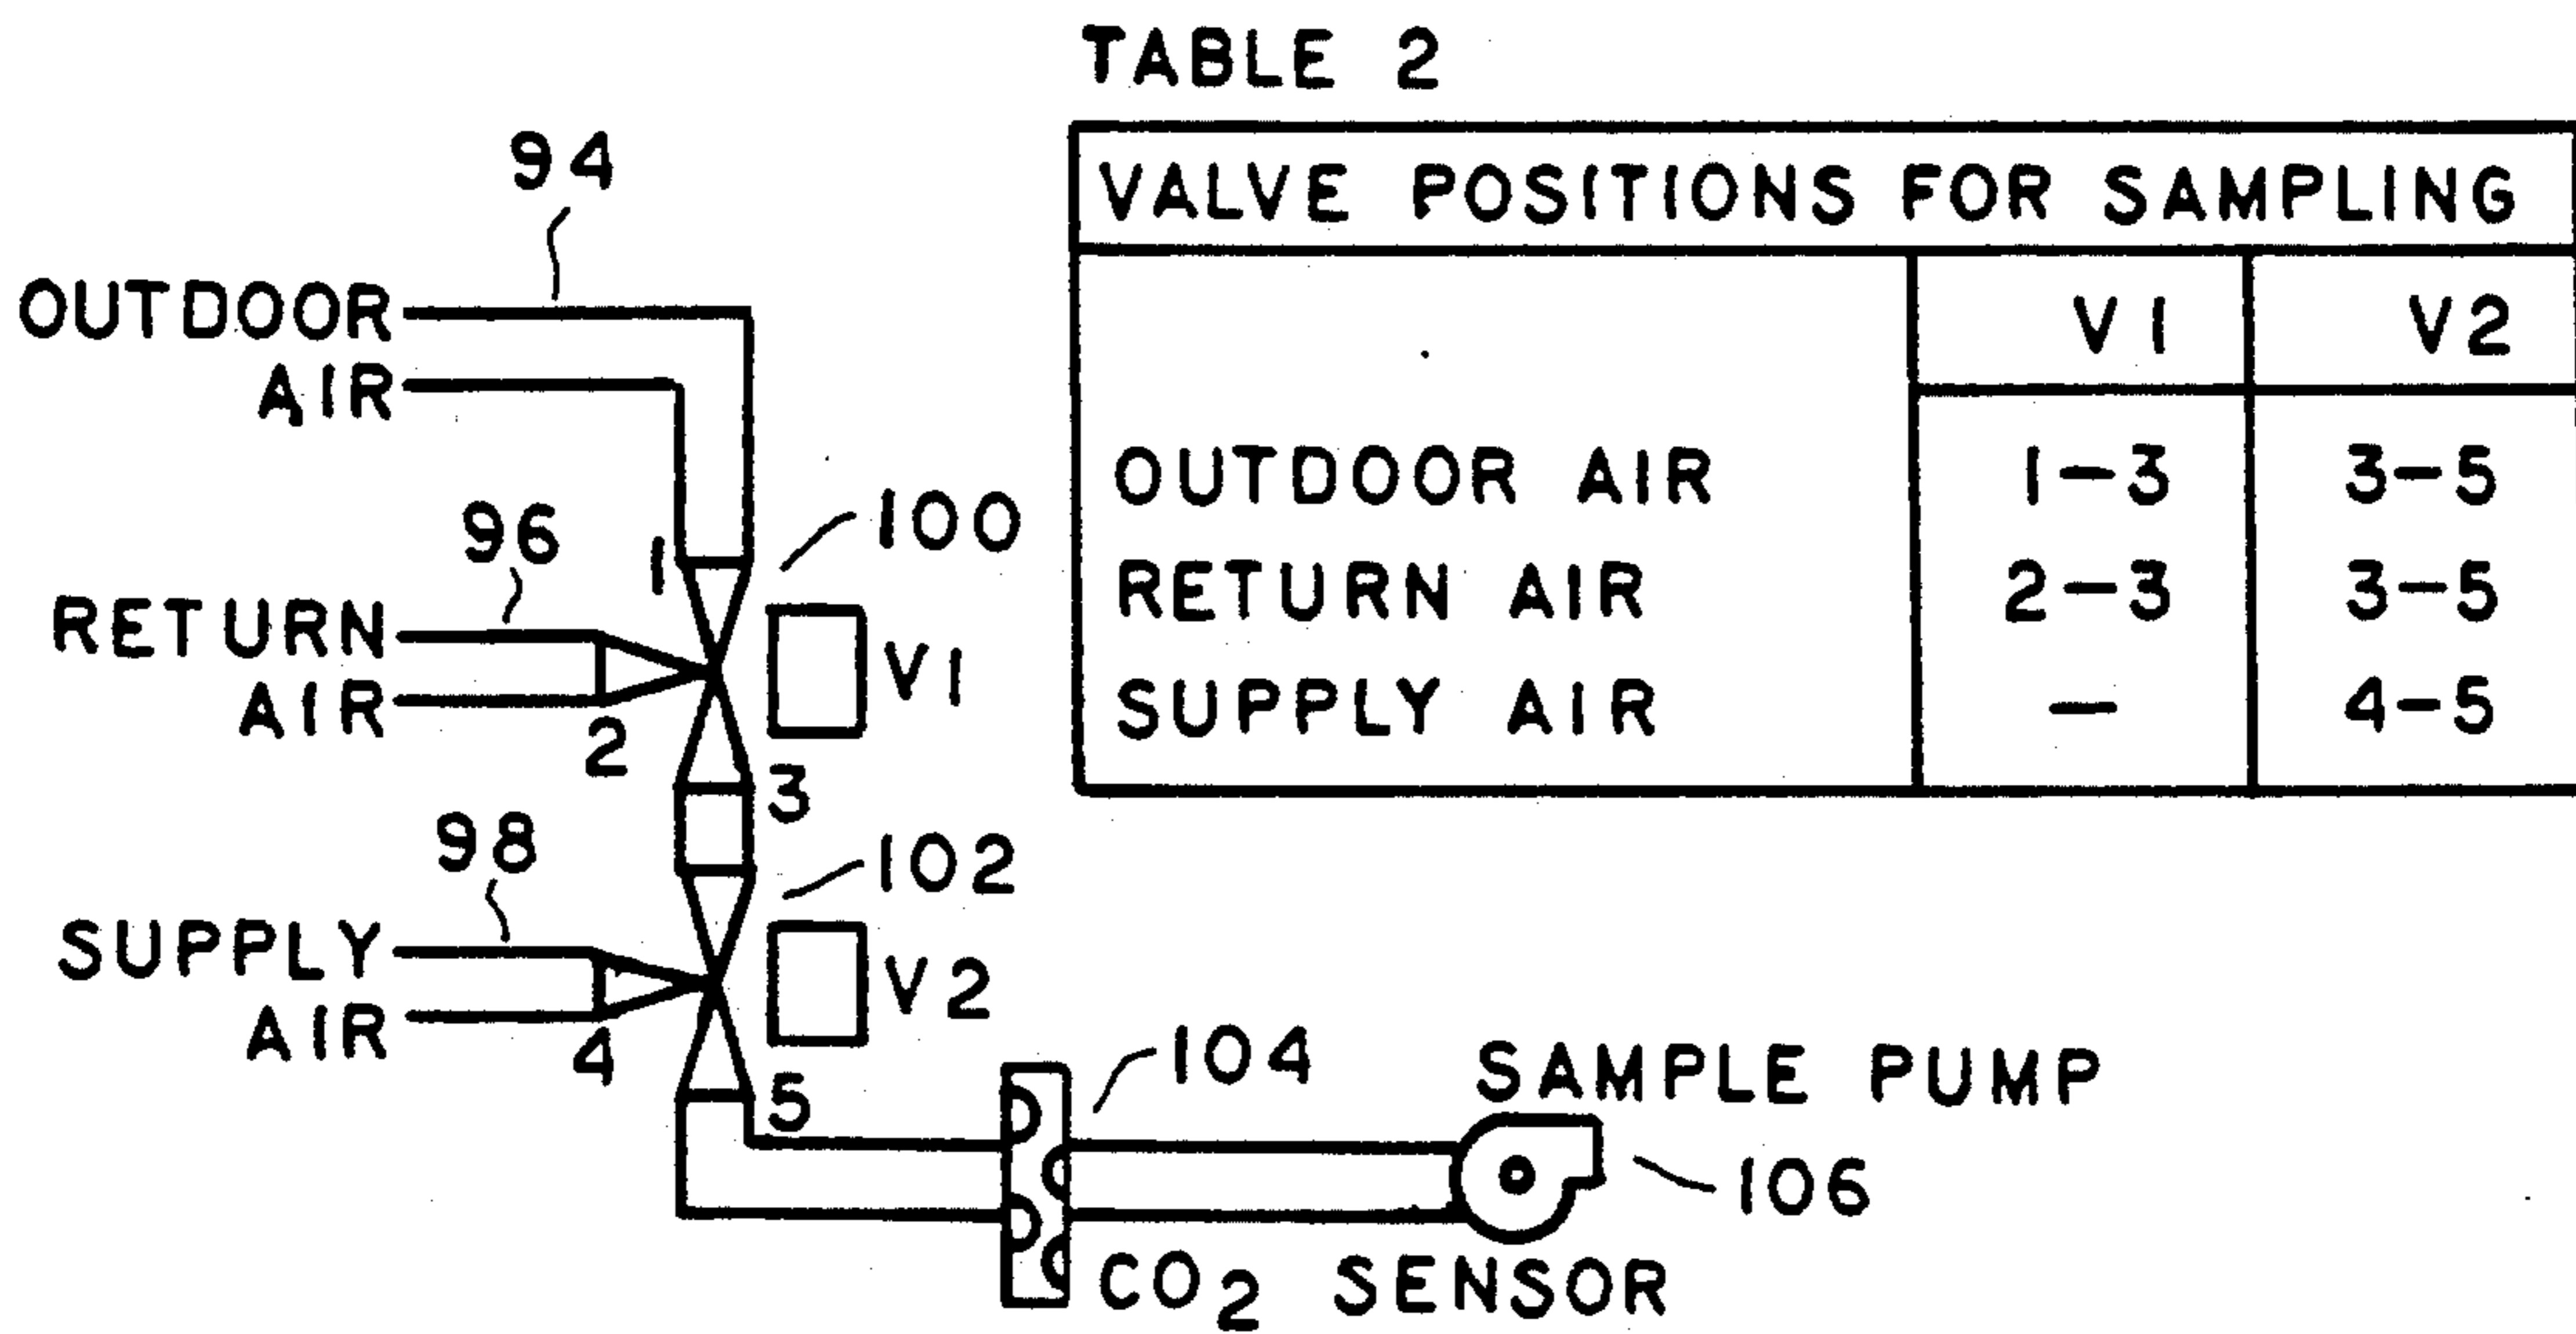 TABLE 2
VALVE POSITIONS FOR SAMPLING
V1 V2
OUTDOOR AIR 1-3 3-5
RETURN AIR 2-3 3-5
SUPPLY AIR - 4-5
94
OUTDOOR
AIR
96
1
100
RETURN
AIR
V1
2
3
98
102
SUPPLY
AIR
V2
4
5
104
SAMPLE PUMP
106
CO2 SENSOR